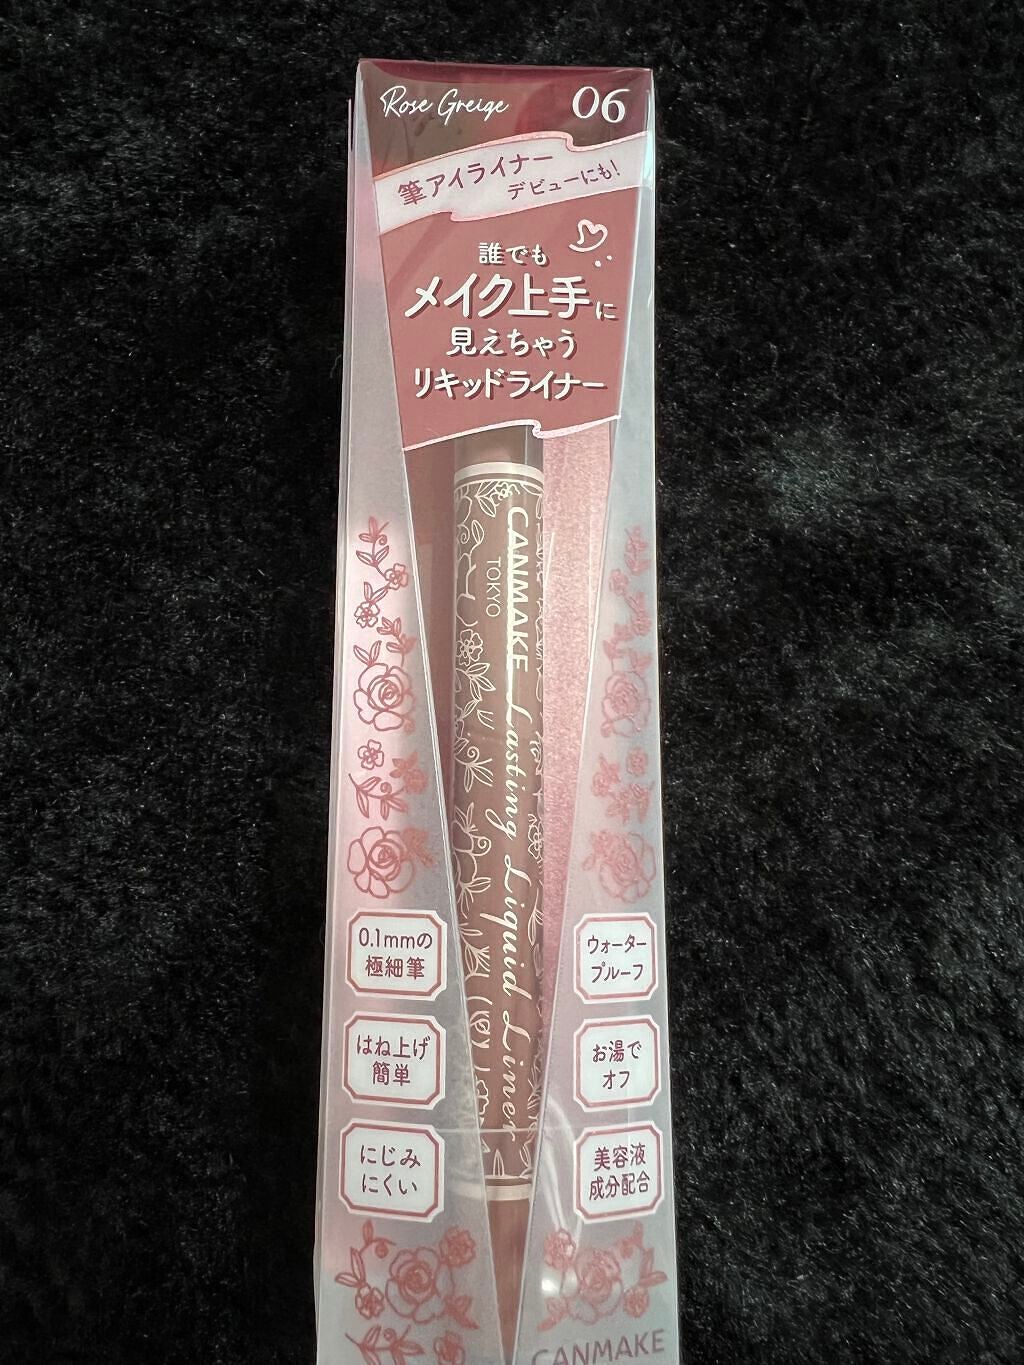 Rose Greige 06
筆アイライナー
デビューにも!
誰でも
メイク上手に
見えちゃう
リキッドライナー
CANMAKE Lasting Liquid Liner
TOKYO
0.1mmの
極細筆
はね上げ
簡単
にじみ
にくい
ウォーター
プルーフ
お湯で
オフ
美容液
成分配合
CANMAKE